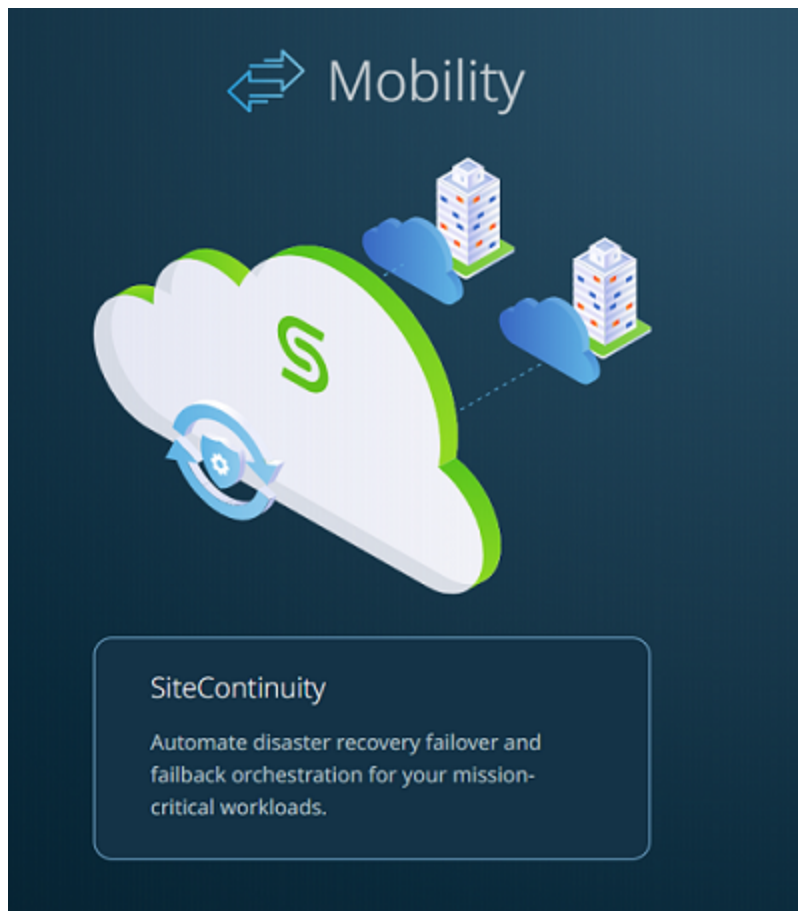 Mobility
SiteContinuity
Automate disaster recovery failover and
failback orchestration for your mission-
critical workloads.